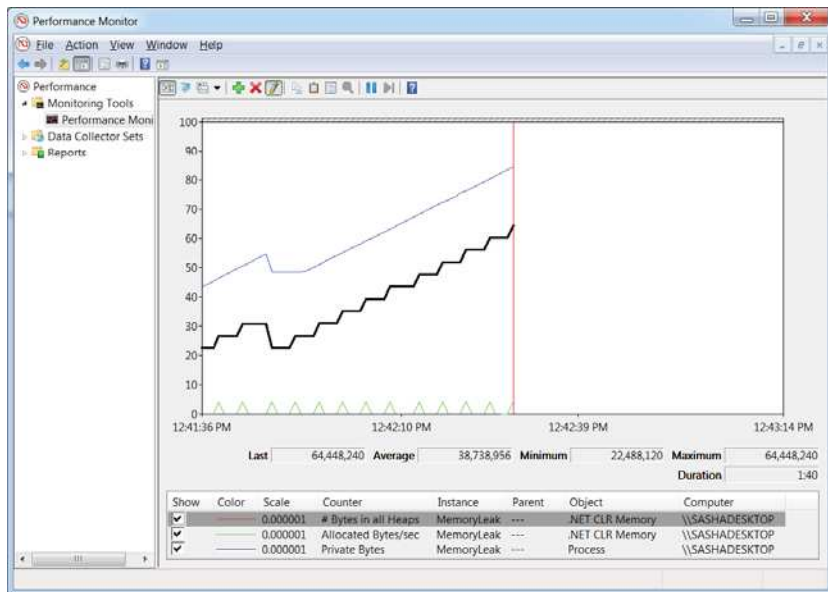 Performance Monitor
File Action View Window Help
Performance
Monitoring Tools
Performance Moni
Data Collector Sets
Reports
100
90
80
70
60
50
40
30
20
10
0
12:41:36 PM 12:42:10 PM 12:42:39 PM 12:43:14 PM
Last 64,448,240 Average 38,738,956 Minimum 22,488,120 Maximum 64,448,240
Duration 1:40
Show Color Scale Counter Instance Parent Object Computer
0.000001 # Bytes in all Heaps MemoryLeak --- .NET CLR Memory \\SASHADESKTOP
0.000001 Allocated Bytes/sec MemoryLeak --- .NET CLR Memory \\SASHADESKTOP
0.000001 Private Bytes MemoryLeak --- Process \\SASHADESKTOP